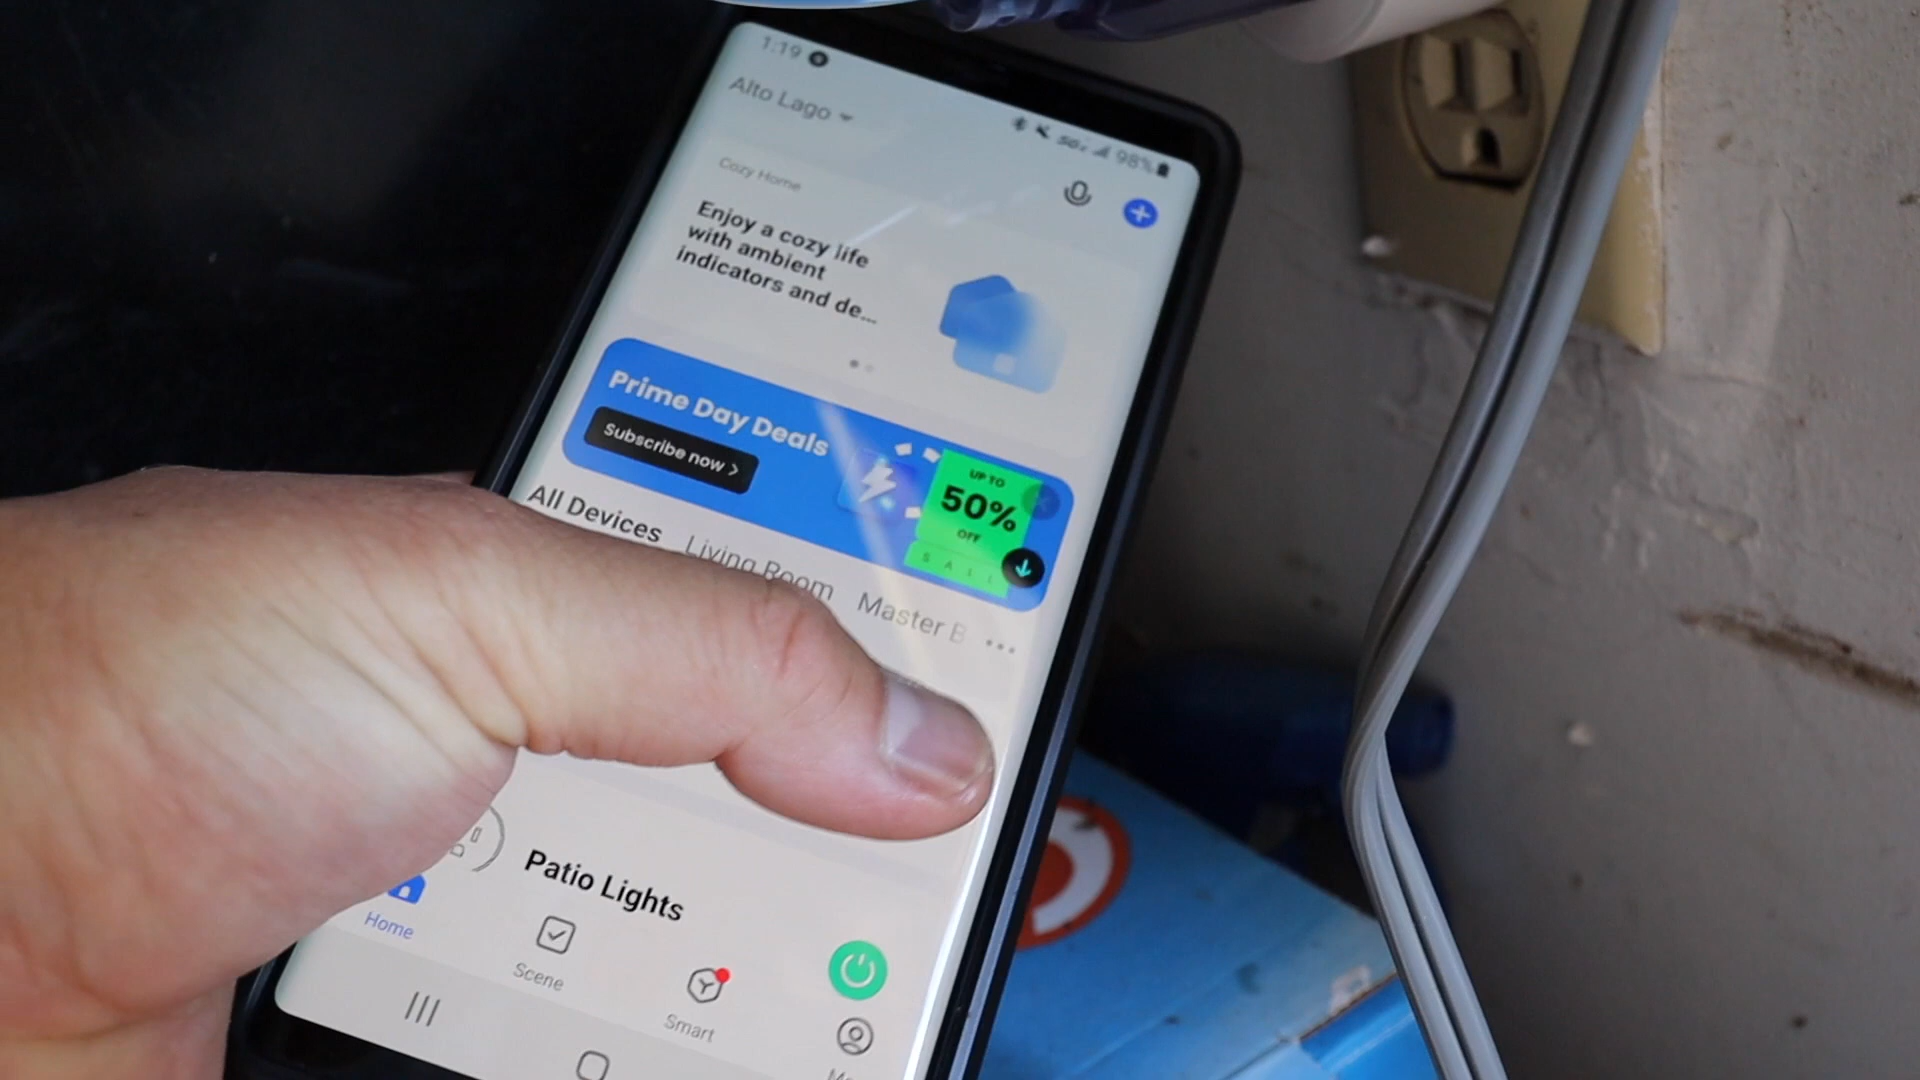 1:19
98%
Alto Lago
Cozy Home
Enjoy a cozy life
with ambient
indicators and de...
Prime Day Deals
Subscribe now >
UP TO
50%
OFF
All Devices
Living Room
Master B
...
Patio Lights
Home
Scene
Smart